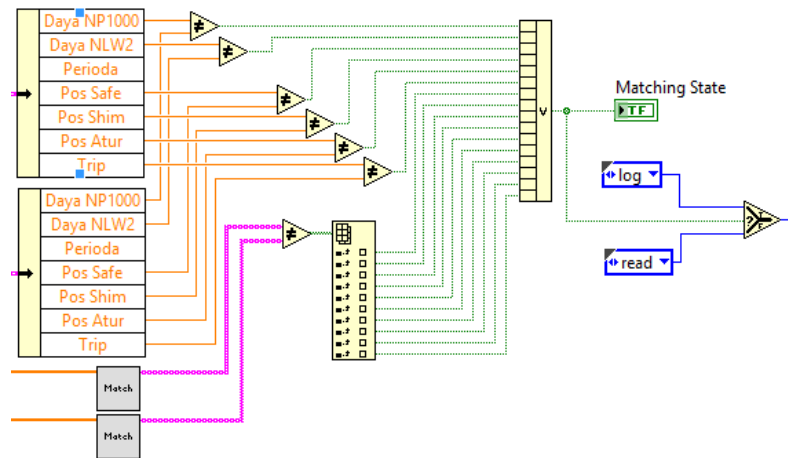 Daya NP1000
Daya NLW2
Perioda
Pos Safe
Pos Shim
Pos Atur
Trip
Daya NP1000
Daya NLW2
Perioda
Pos Safe
Pos Shim
Pos Atur
Trip
Match
Match
≠
≠
≠
≠
≠
≠
≠
V
Matching State
TF
log
read
?
T
F